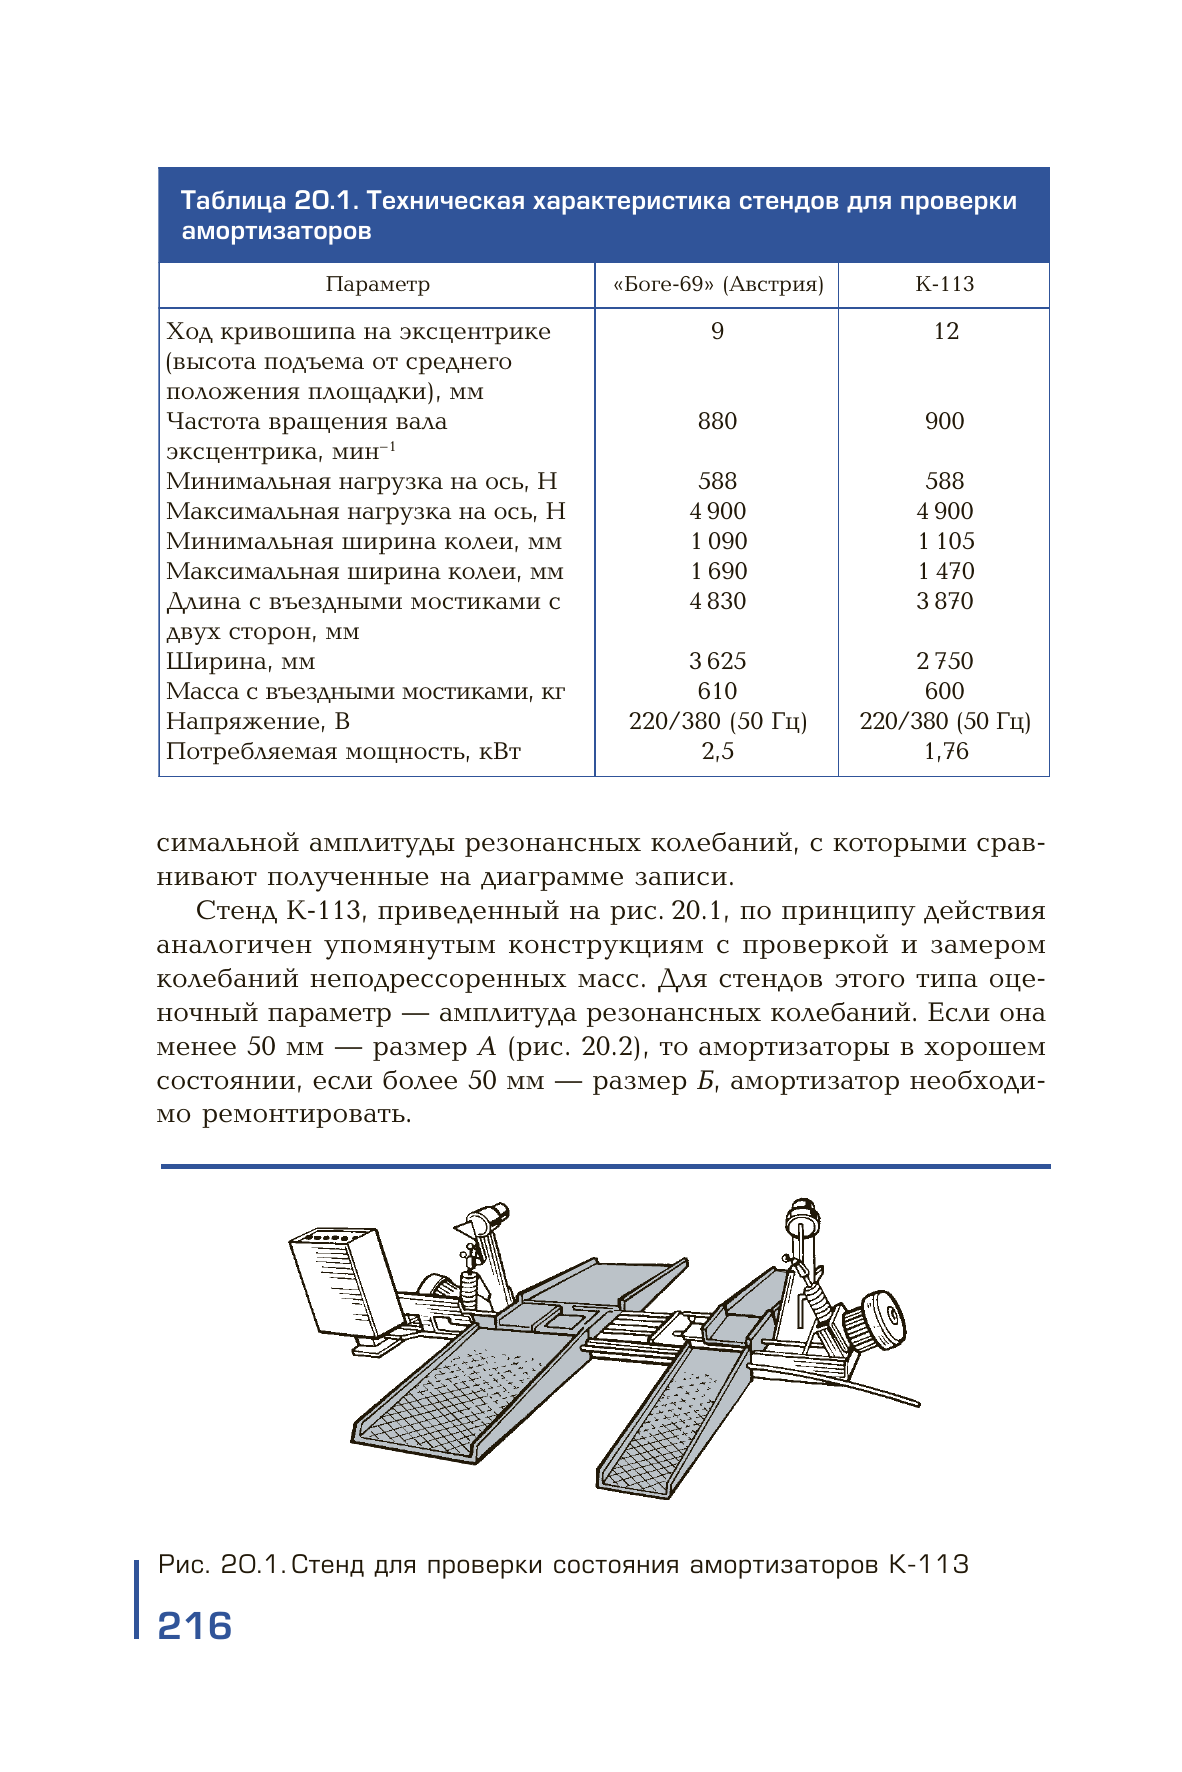 Таблица 20.1. Техническая характеристика стендов для проверки
амортизаторов
Параметр «Боге-69» (Австрия) К-113
Ход кривошипа на эксцентрике 9 12
(высота подъема от среднего
положения площадки), мм
Частота вращения вала 880 900
эксцентрика, мин⁻¹
Минимальная нагрузка на ось, Н 588 588
Максимальная нагрузка на ось, Н 4 900 4 900
Минимальная ширина колеи, мм 1 090 1 105
Максимальная ширина колеи, мм 1 690 1 470
Длина с въездными мостиками с 4 830 3 870
двух сторон, мм
Ширина, мм 3 625 2 750
Масса с въездными мостиками, кг 610 600
Напряжение, В 220/380 (50 Гц) 220/380 (50 Гц)
Потребляемая мощность, кВт 2,5 1,76
симальной амплитуды резонансных колебаний, с которыми срав-
нивают полученные на диаграмме записи.
Стенд К-113, приведенный на рис. 20.1, по принципу действия
аналогичен упомянутым конструкциям с проверкой и замером
колебаний неподрессоренных масс. Для стендов этого типа оце-
ночный параметр — амплитуда резонансных колебаний. Если она
менее 50 мм — размер А (рис. 20.2), то амортизаторы в хорошем
состоянии, если более 50 мм — размер Б, амортизатор необходи-
мо ремонтировать.
Рис. 20.1. Стенд для проверки состояния амортизаторов К-113
216